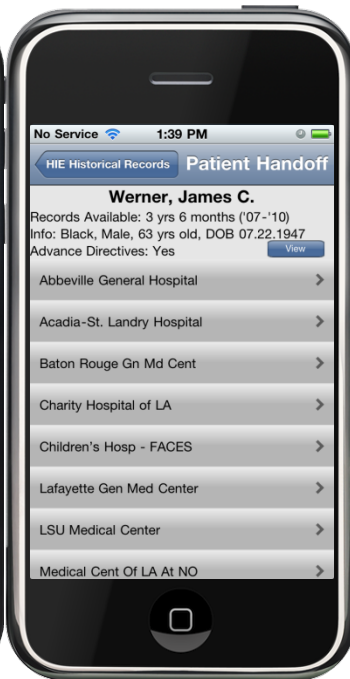 No Service 1:39 PM
HIE Historical Records Patient Handoff
Werner, James C.
Records Available: 3 yrs 6 months ('07-'10)
Info: Black, Male, 63 yrs old, DOB 07.22.1947
Advance Directives: Yes View
Abbeville General Hospital
Acadia-St. Landry Hospital
Baton Rouge Gn Md Cent
Charity Hospital of LA
Children's Hosp - FACES
Lafayette Gen Med Center
LSU Medical Center
Medical Cent Of LA At NO